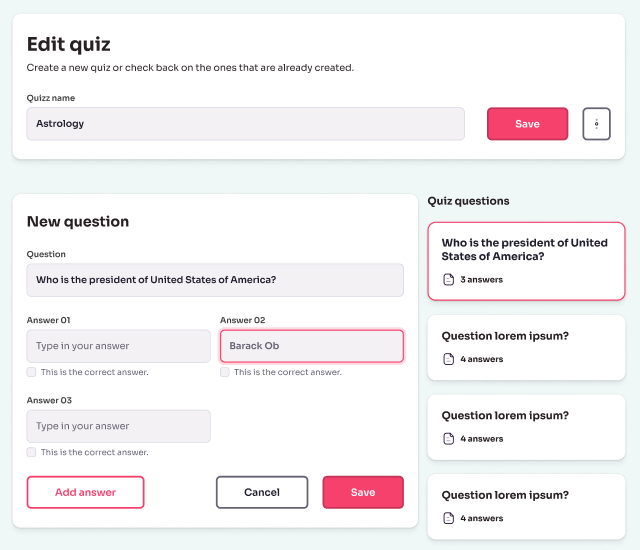 Edit quiz
Create a new quiz or check back on the ones that are already created.
Quizz name
Astrology
Save
New question
Question
Who is the president of United States of America?
Answer 01
Answer 02
Type in your answer
Barack Ob
This is the correct answer.
This is the correct answer.
Answer 03
Type in your answer
This is the correct answer.
Add answer
Cancel
Save
Quiz questions
Who is the president of United
States of America?
3 answers
Question lorem ipsum?
4 answers
Question lorem ipsum?
4 answers
Question lorem ipsum?
4 answers